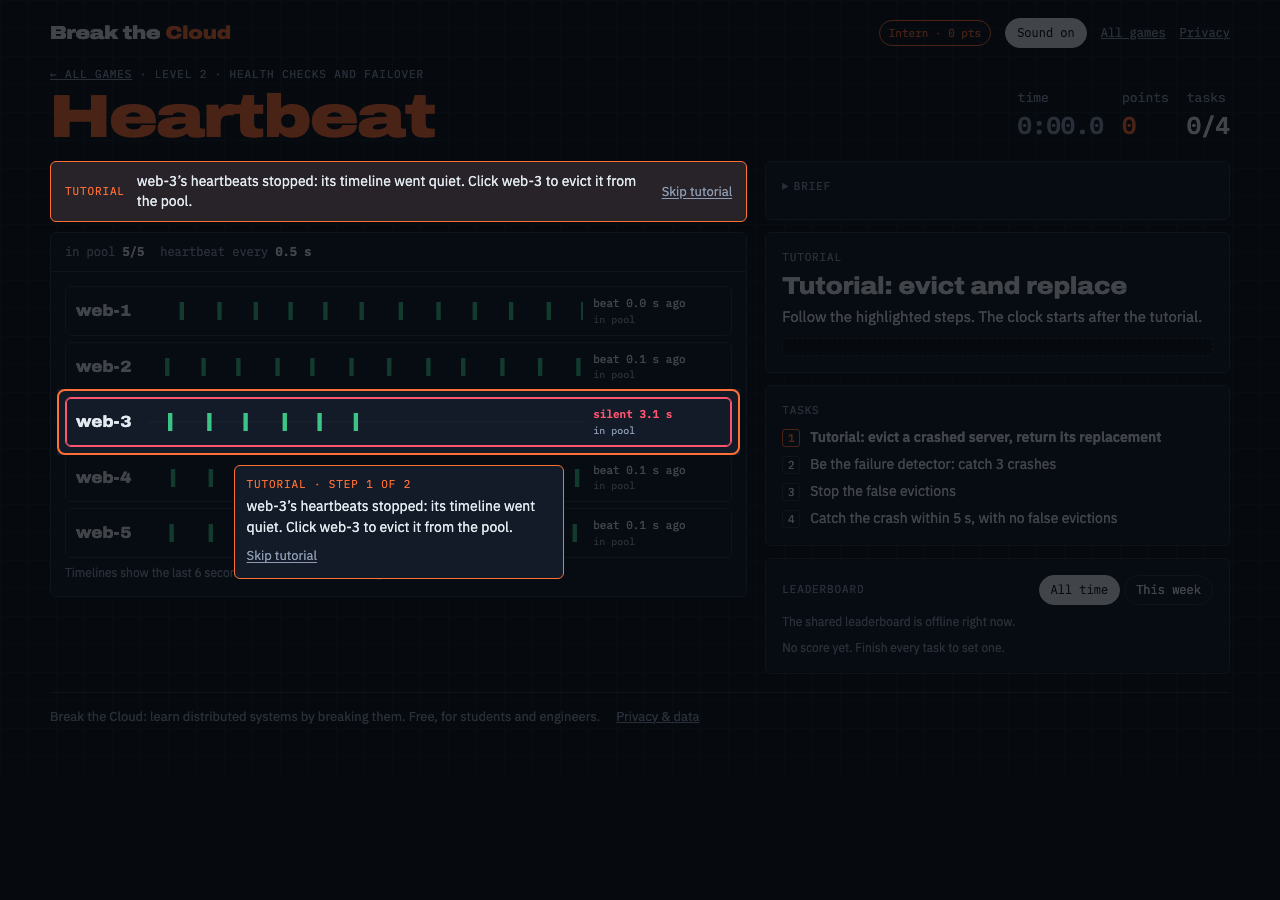 Break the Cloud
Intern · 0 pts
Sound on
All games
Privacy
← ALL GAMES · LEVEL 2 · HEALTH CHECKS AND FAILOVER
Heartbeat
time
0:00.0
points
0
tasks
0/4
TUTORIAL
web-3’s heartbeats stopped: its timeline went quiet. Click web-3 to evict it from
the pool.
Skip tutorial
in pool 5/5 heartbeat every 0.5 s
web-1
beat 0.0 s ago
in pool
web-2
beat 0.1 s ago
in pool
web-3
silent 3.1 s
in pool
web-4
beat 0.1 s ago
in pool
web-5
beat 0.1 s ago
in pool
TUTORIAL · STEP 1 OF 2
web-3’s heartbeats stopped: its timeline went
quiet. Click web-3 to evict it from the pool.
Skip tutorial
Timelines show the last 6
▶ BRIEF
TUTORIAL
Tutorial: evict and replace
Follow the highlighted steps. The clock starts after the tutorial.
TASKS
1 Tutorial: evict a crashed server, return its replacement
2 Be the failure detector: catch 3 crashes
3 Stop the false evictions
4 Catch the crash within 5 s, with no false evictions
LEADERBOARD
All time
This week
The shared leaderboard is offline right now.
No score yet. Finish every task to set one.
Break the Cloud: learn distributed systems by breaking them. Free, for students and engineers.
Privacy & data